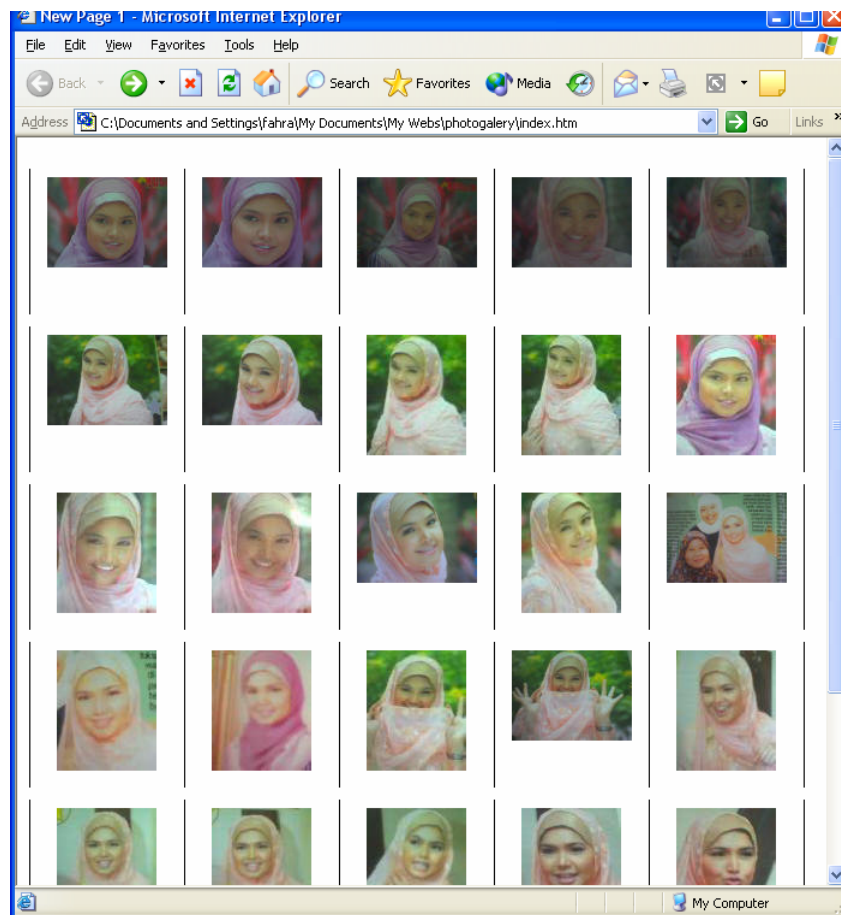 New Page 1 - Microsoft Internet Explorer
File Edit View Favorites Tools Help
Back Search Favorites Media
Address C:\Documents and Settings\fahra\My Documents\My Webs\photogalery\index.htm Go Links »
My Computer